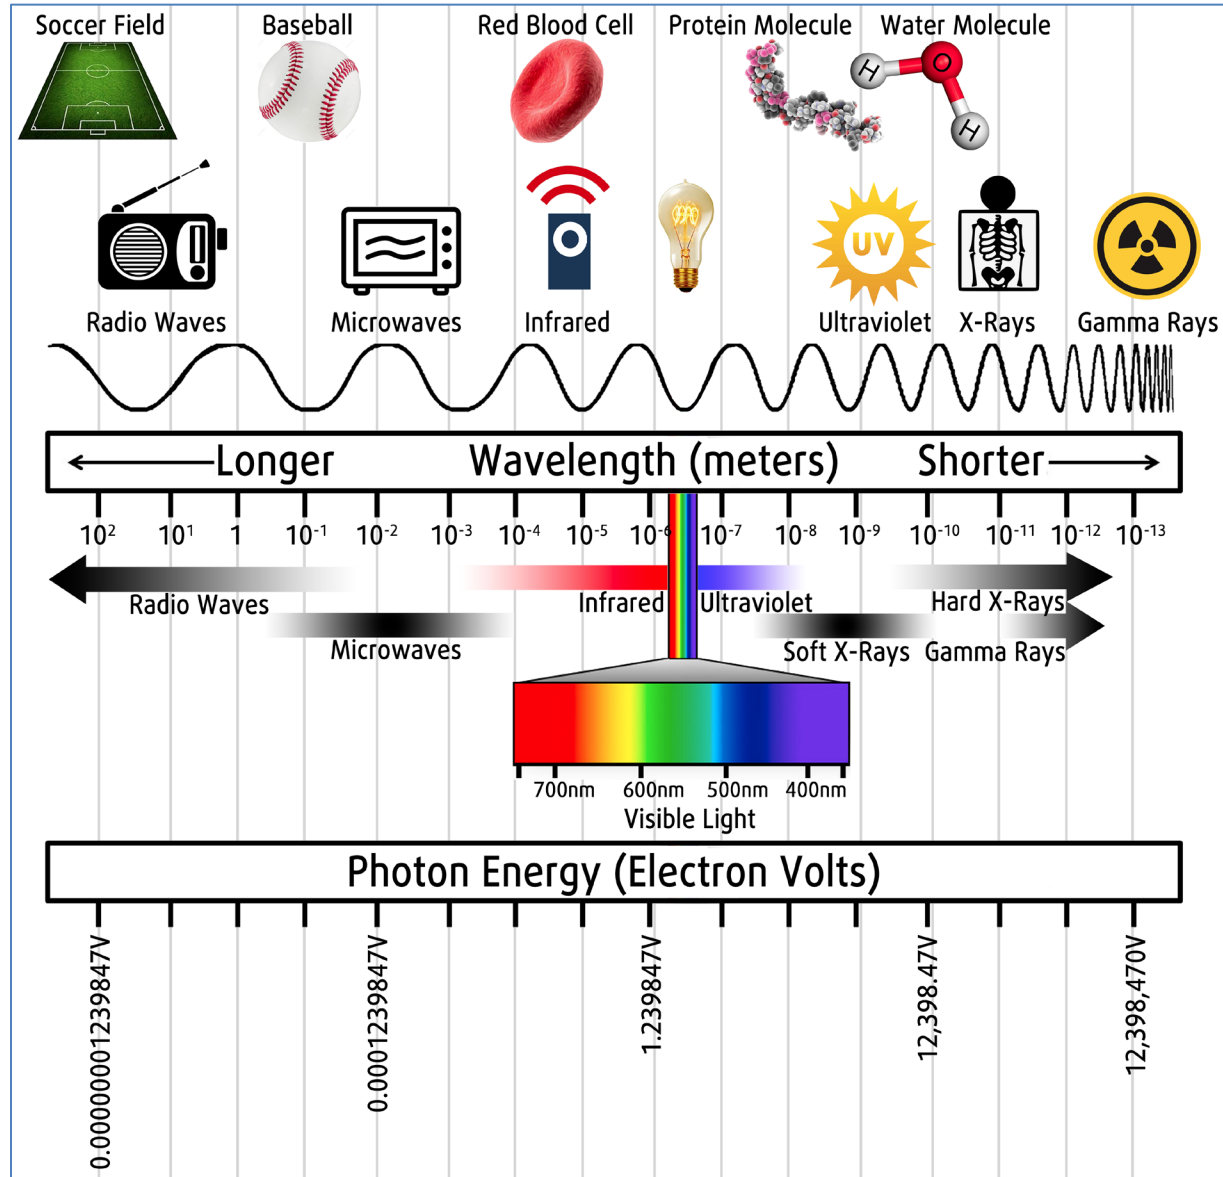 Soccer Field Baseball Red Blood Cell Protein Molecule Water Molecule
H O H
UV
Radio Waves Microwaves Infrared Ultraviolet X-Rays Gamma Rays
Longer Wavelength (meters) Shorter
10² 10¹ 1 10⁻¹ 10⁻² 10⁻³ 10⁻⁴ 10⁻⁵ 10⁻⁶ 10⁻⁷ 10⁻⁸ 10⁻⁹ 10⁻¹⁰ 10⁻¹¹ 10⁻¹² 10⁻¹³
Radio Waves Infrared Ultraviolet Hard X-Rays
Microwaves Soft X-Rays Gamma Rays
700nm 600nm 500nm 400nm
Visible Light
Photon Energy (Electron Volts)
0.00000001239847V
0.0001239847V
1.239847V
12,398.47V
12,398,470V